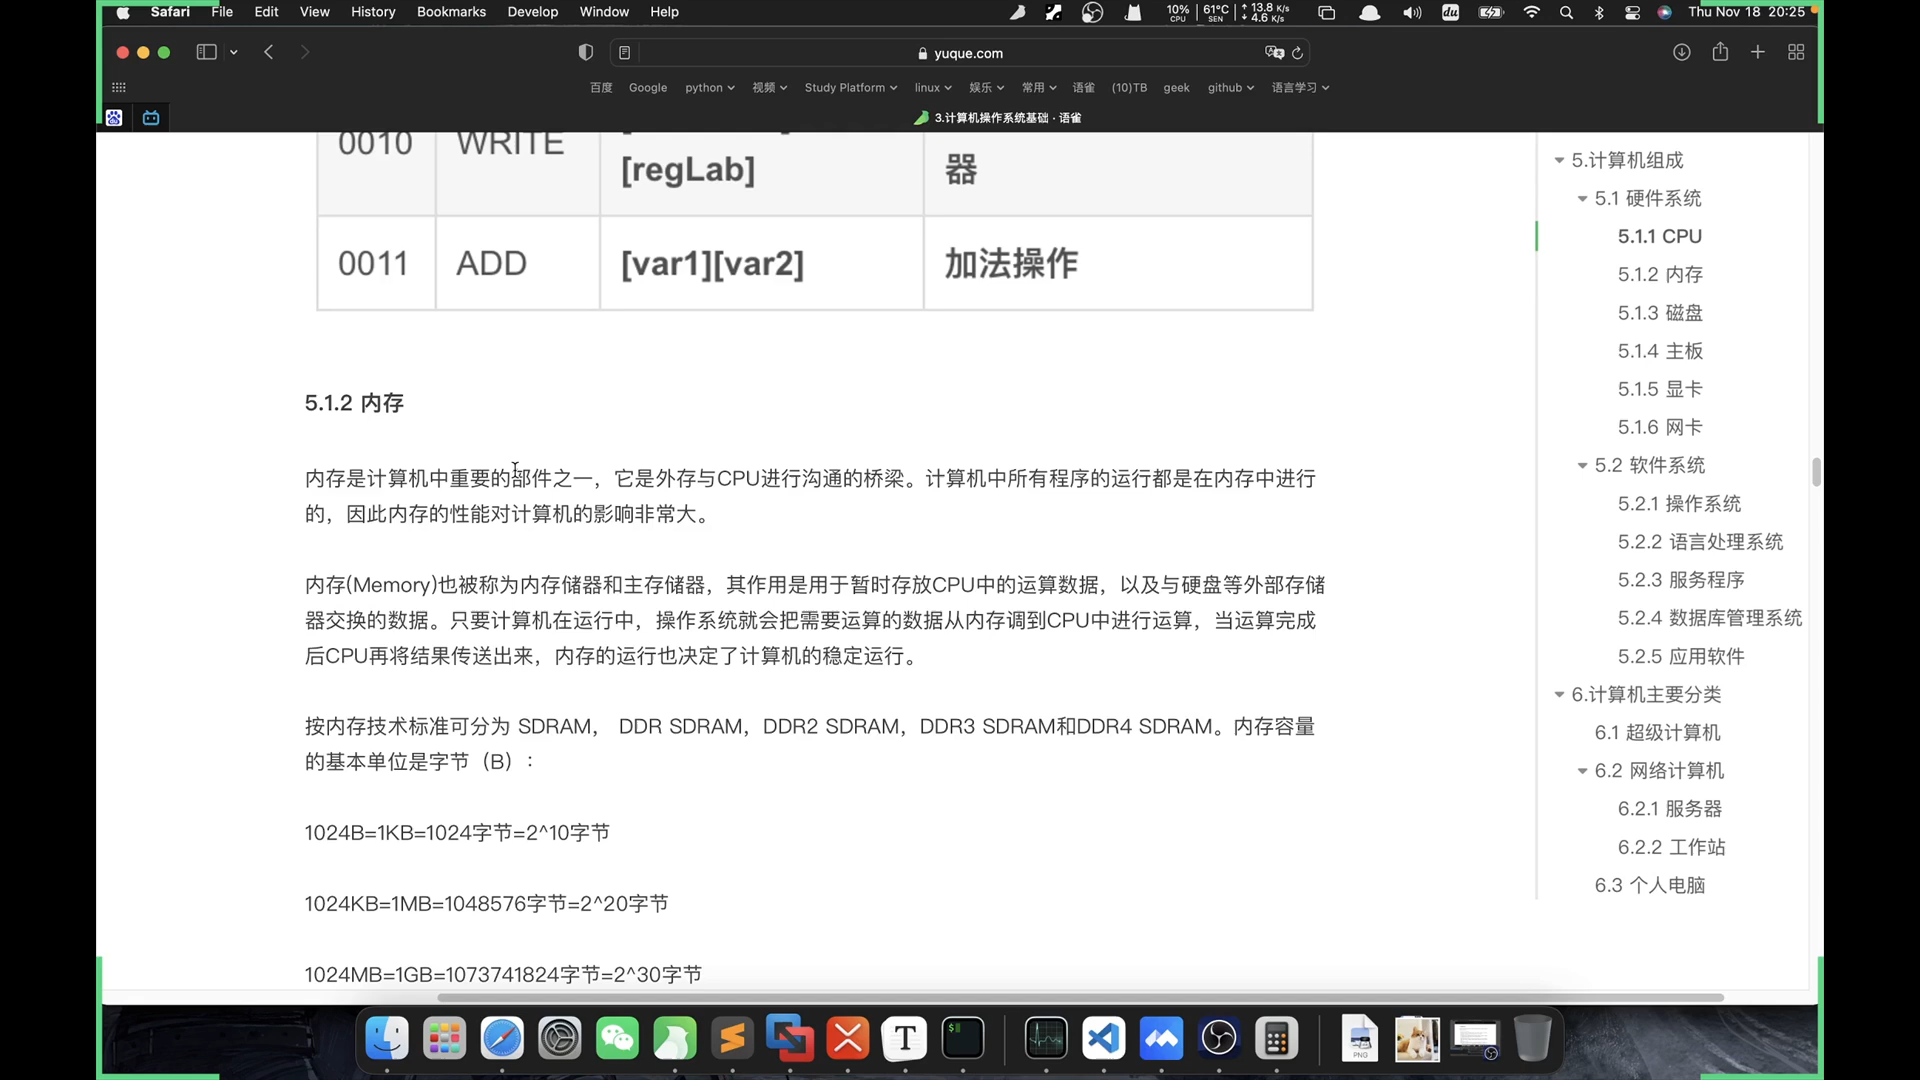 Safari File Edit View History Bookmarks Develop Window Help
10% CPU 61°C SEN 13.8 K/s 4.6 K/s du Thu Nov 18 20:25
yuque.com
百度 Google python 视频 Study Platform linux 娱乐 常用 语雀 (10)TB geek github 语言学习
3.计算机操作系统基础 · 语雀
0010 WRITE [regLab] 器
0011 ADD [var1][var2] 加法操作
5.1.2 内存
内存是计算机中重要的部件之一，它是外存与CPU进行沟通的桥梁。计算机中所有程序的运行都是在内存中进行
的，因此内存的性能对计算机的影响非常大。
内存(Memory)也被称为内存储器和主存储器，其作用是用于暂时存放CPU中的运算数据，以及与硬盘等外部存储
器交换的数据。只要计算机在运行中，操作系统就会把需要运算的数据从内存调到CPU中进行运算，当运算完成
后CPU再将结果传送出来，内存的运行也决定了计算机的稳定运行。
按内存技术标准可分为 SDRAM， DDR SDRAM，DDR2 SDRAM，DDR3 SDRAM和DDR4 SDRAM。内存容量
的基本单位是字节（B）：
1024B=1KB=1024字节=2^10字节
1024KB=1MB=1048576字节=2^20字节
1024MB=1GB=1073741824字节=2^30字节
5.计算机组成
5.1 硬件系统
5.1.1 CPU
5.1.2 内存
5.1.3 磁盘
5.1.4 主板
5.1.5 显卡
5.1.6 网卡
5.2 软件系统
5.2.1 操作系统
5.2.2 语言处理系统
5.2.3 服务程序
5.2.4 数据库管理系统
5.2.5 应用软件
6.计算机主要分类
6.1 超级计算机
6.2 网络计算机
6.2.1 服务器
6.2.2 工作站
6.3 个人电脑
T
$
PNG